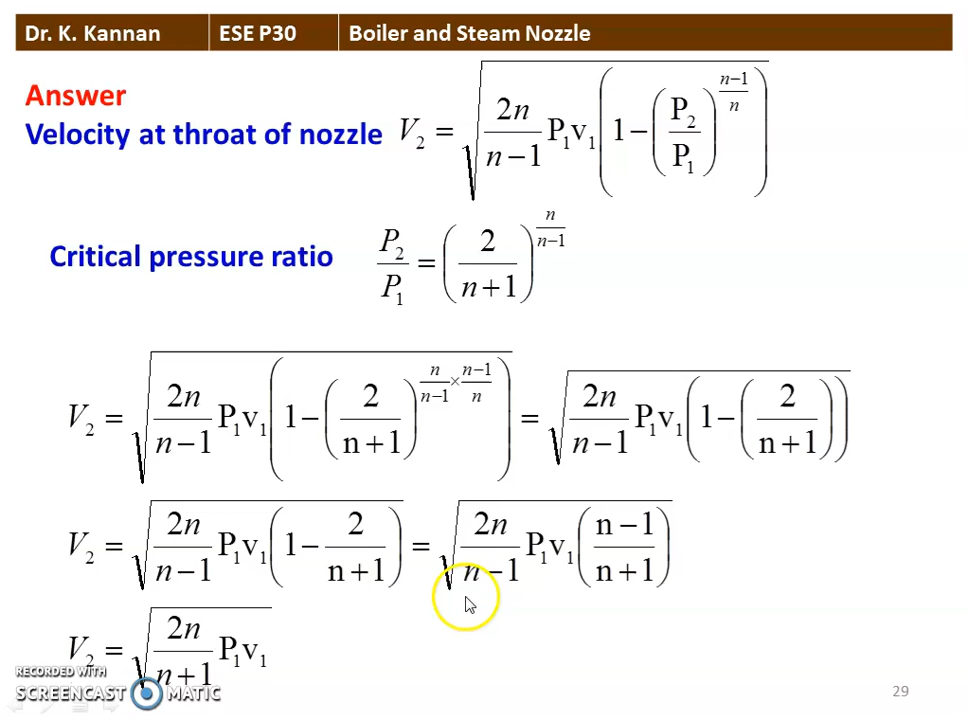 Dr. K. Kannan ESE P30 Boiler and Steam Nozzle
Answer
Velocity at throat of nozzle V₂ = √( 2n/(n−1) P₁v₁ ( 1 − (P₂/P₁)^((n−1)/n) ) )
Critical pressure ratio P₂/P₁ = ( 2/(n+1) )^(n/(n−1))
V₂ = √( 2n/(n−1) P₁v₁ ( 1 − ( 2/(n+1) )^(n/(n−1) × (n−1)/n) ) ) = √( 2n/(n−1) P₁v₁ ( 1 − ( 2/(n+1) ) ) )
V₂ = √( 2n/(n−1) P₁v₁ ( 1 − 2/(n+1) ) ) = √( 2n/(n−1) P₁v₁ ( (n−1)/(n+1) ) )
V₂ = √( 2n/(n+1) P₁v₁ )
RECORDED WITH
SCREENCAST MATIC
29